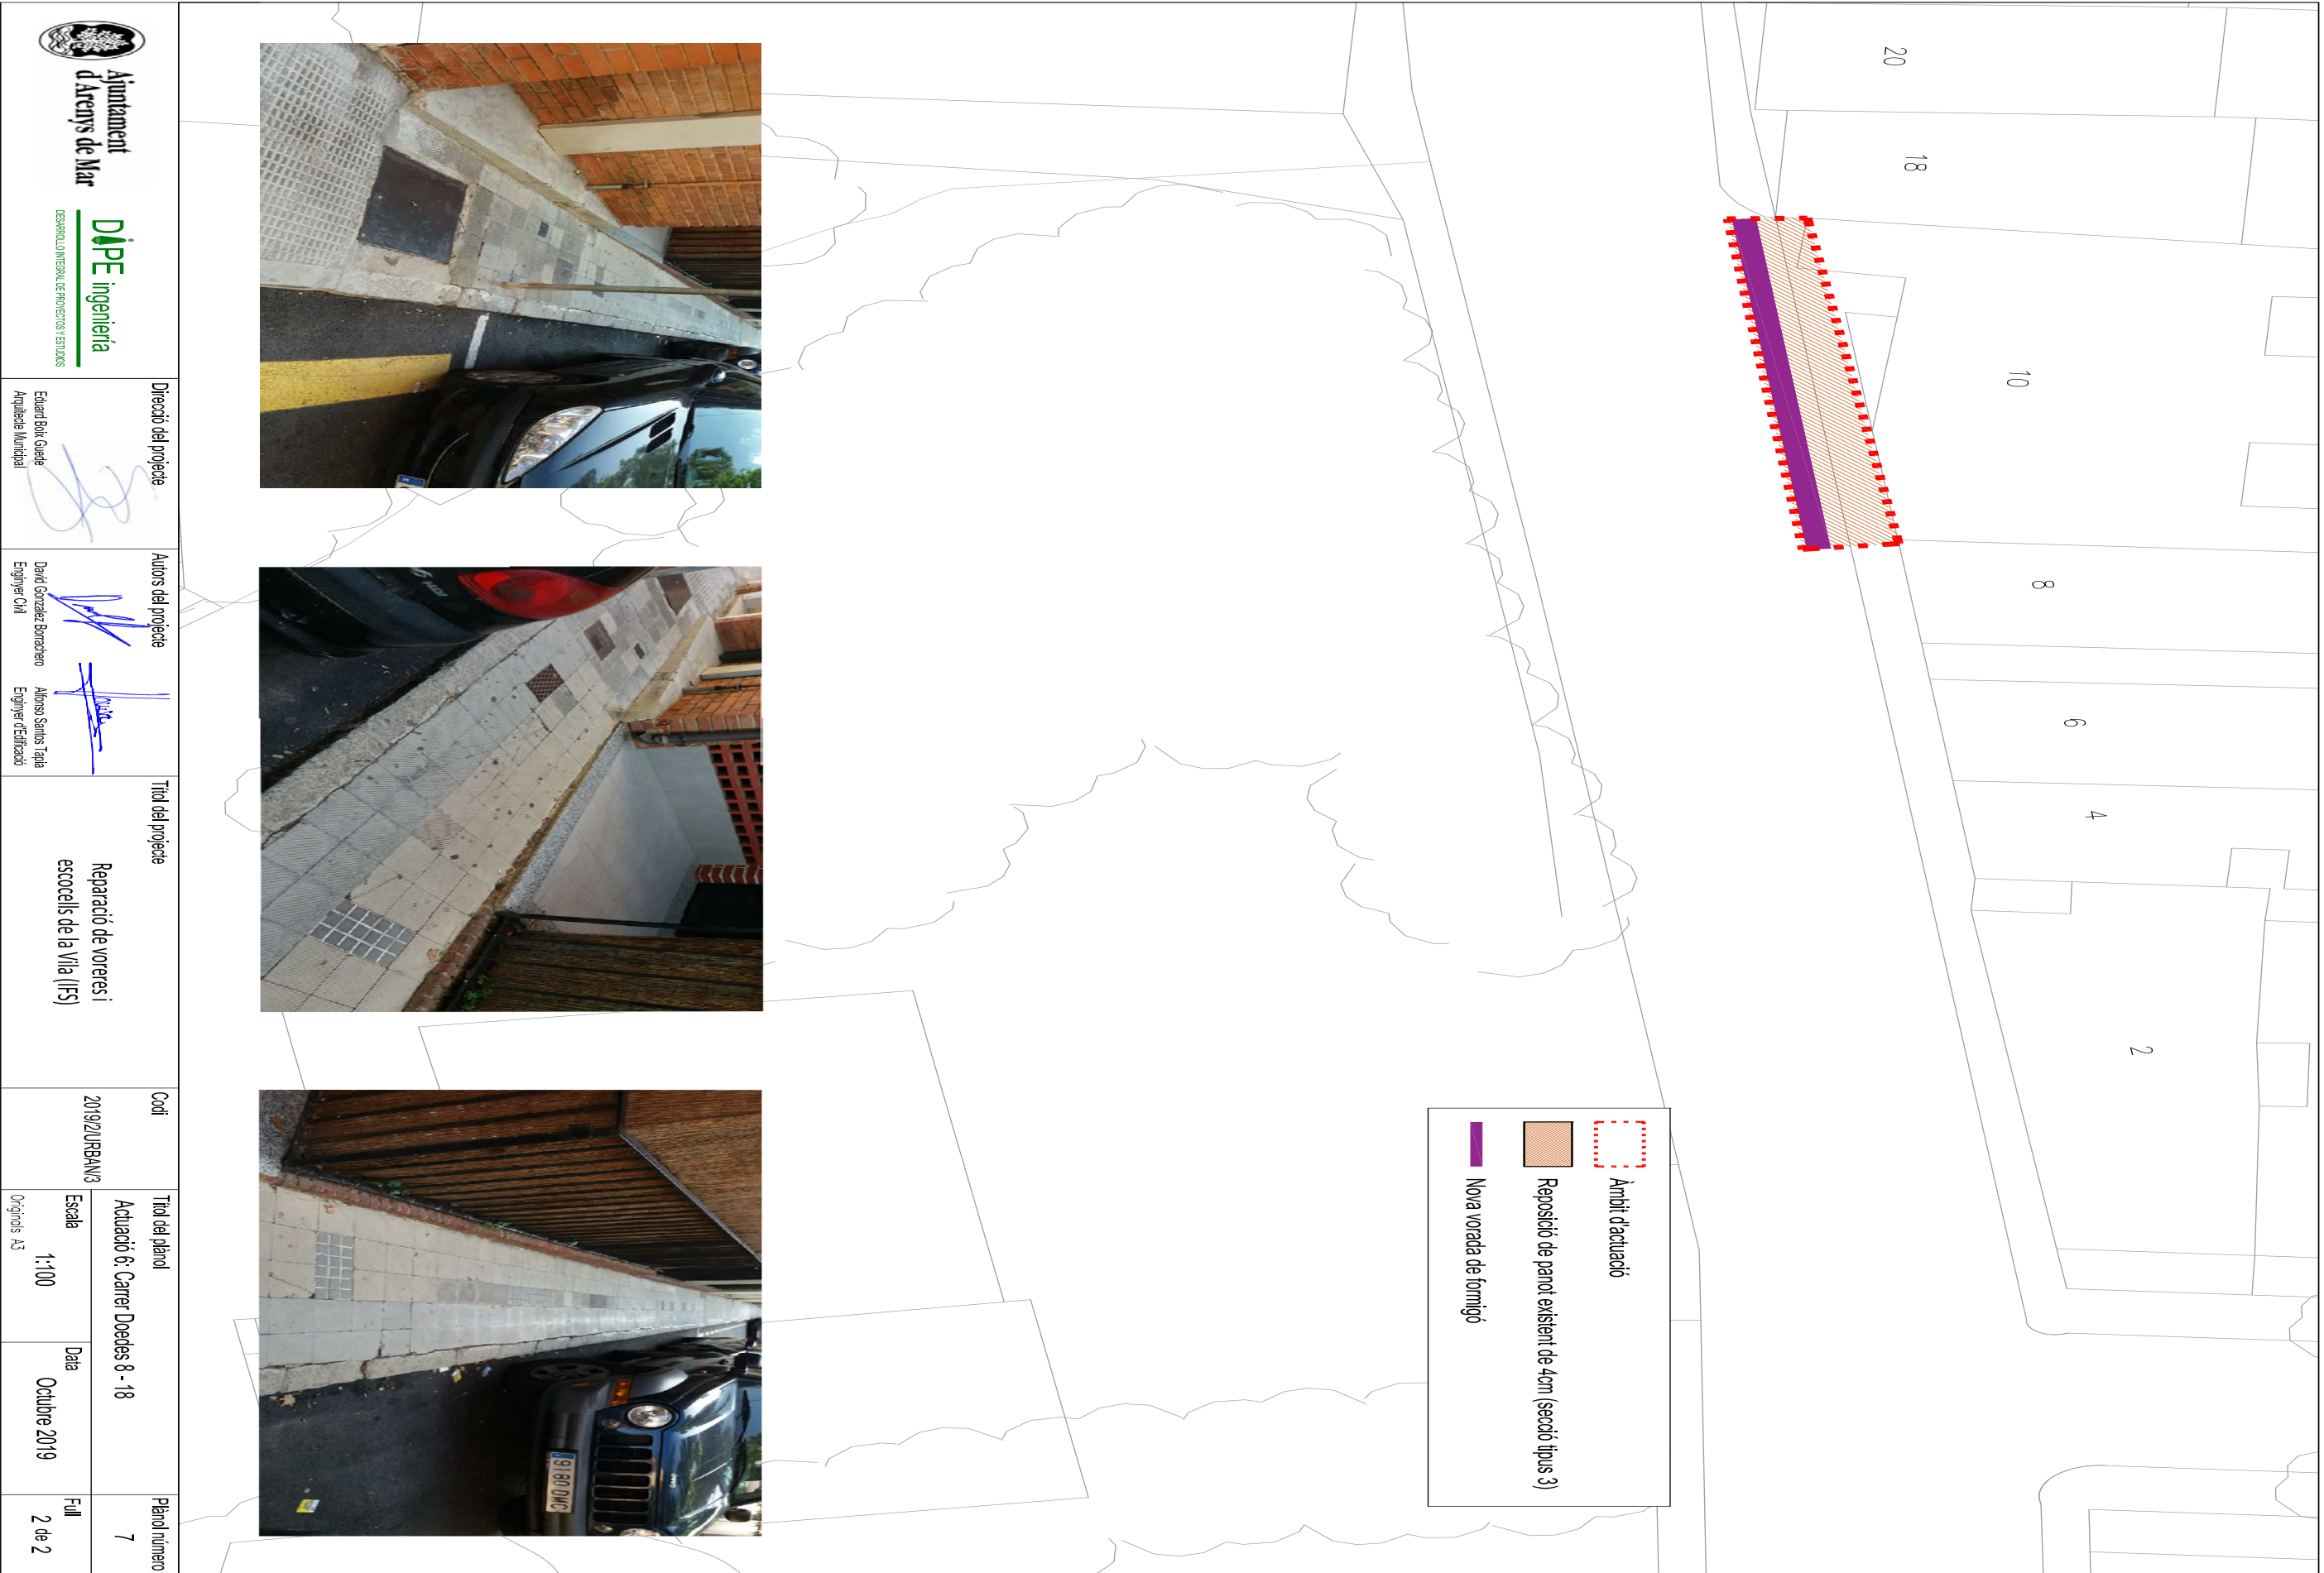 20
18
10
8
6
4
2
Àmbit d'actuació
Reposició de panot existent de 4cm (secció tipus 3)
Nova vorada de formigó
9180 DWC
Ajuntament
d'Arenys de Mar
DIPE ingeniería
DESARROLLO INTEGRAL DE PROYECTOS Y ESTUDIOS
Direcció del projecte
Eduard Boix Guede
Arquitecte Municipal
Autors del projecte
David Gonzalez Borrachero
Enginyer Civil
Alfonso Santos Tapia
Enginyer d'Edificació
Títol del projecte
Reparació de voreres i
escocells de la Vila (IFS)
Codi
2019/2/URBAN/3
Títol del plànol
Actuació 6: Carrer Doedes 8 - 18
Escala
1:100
Originals A3
Data
Octubre 2019
Plànol número
7
Full
2 de 2